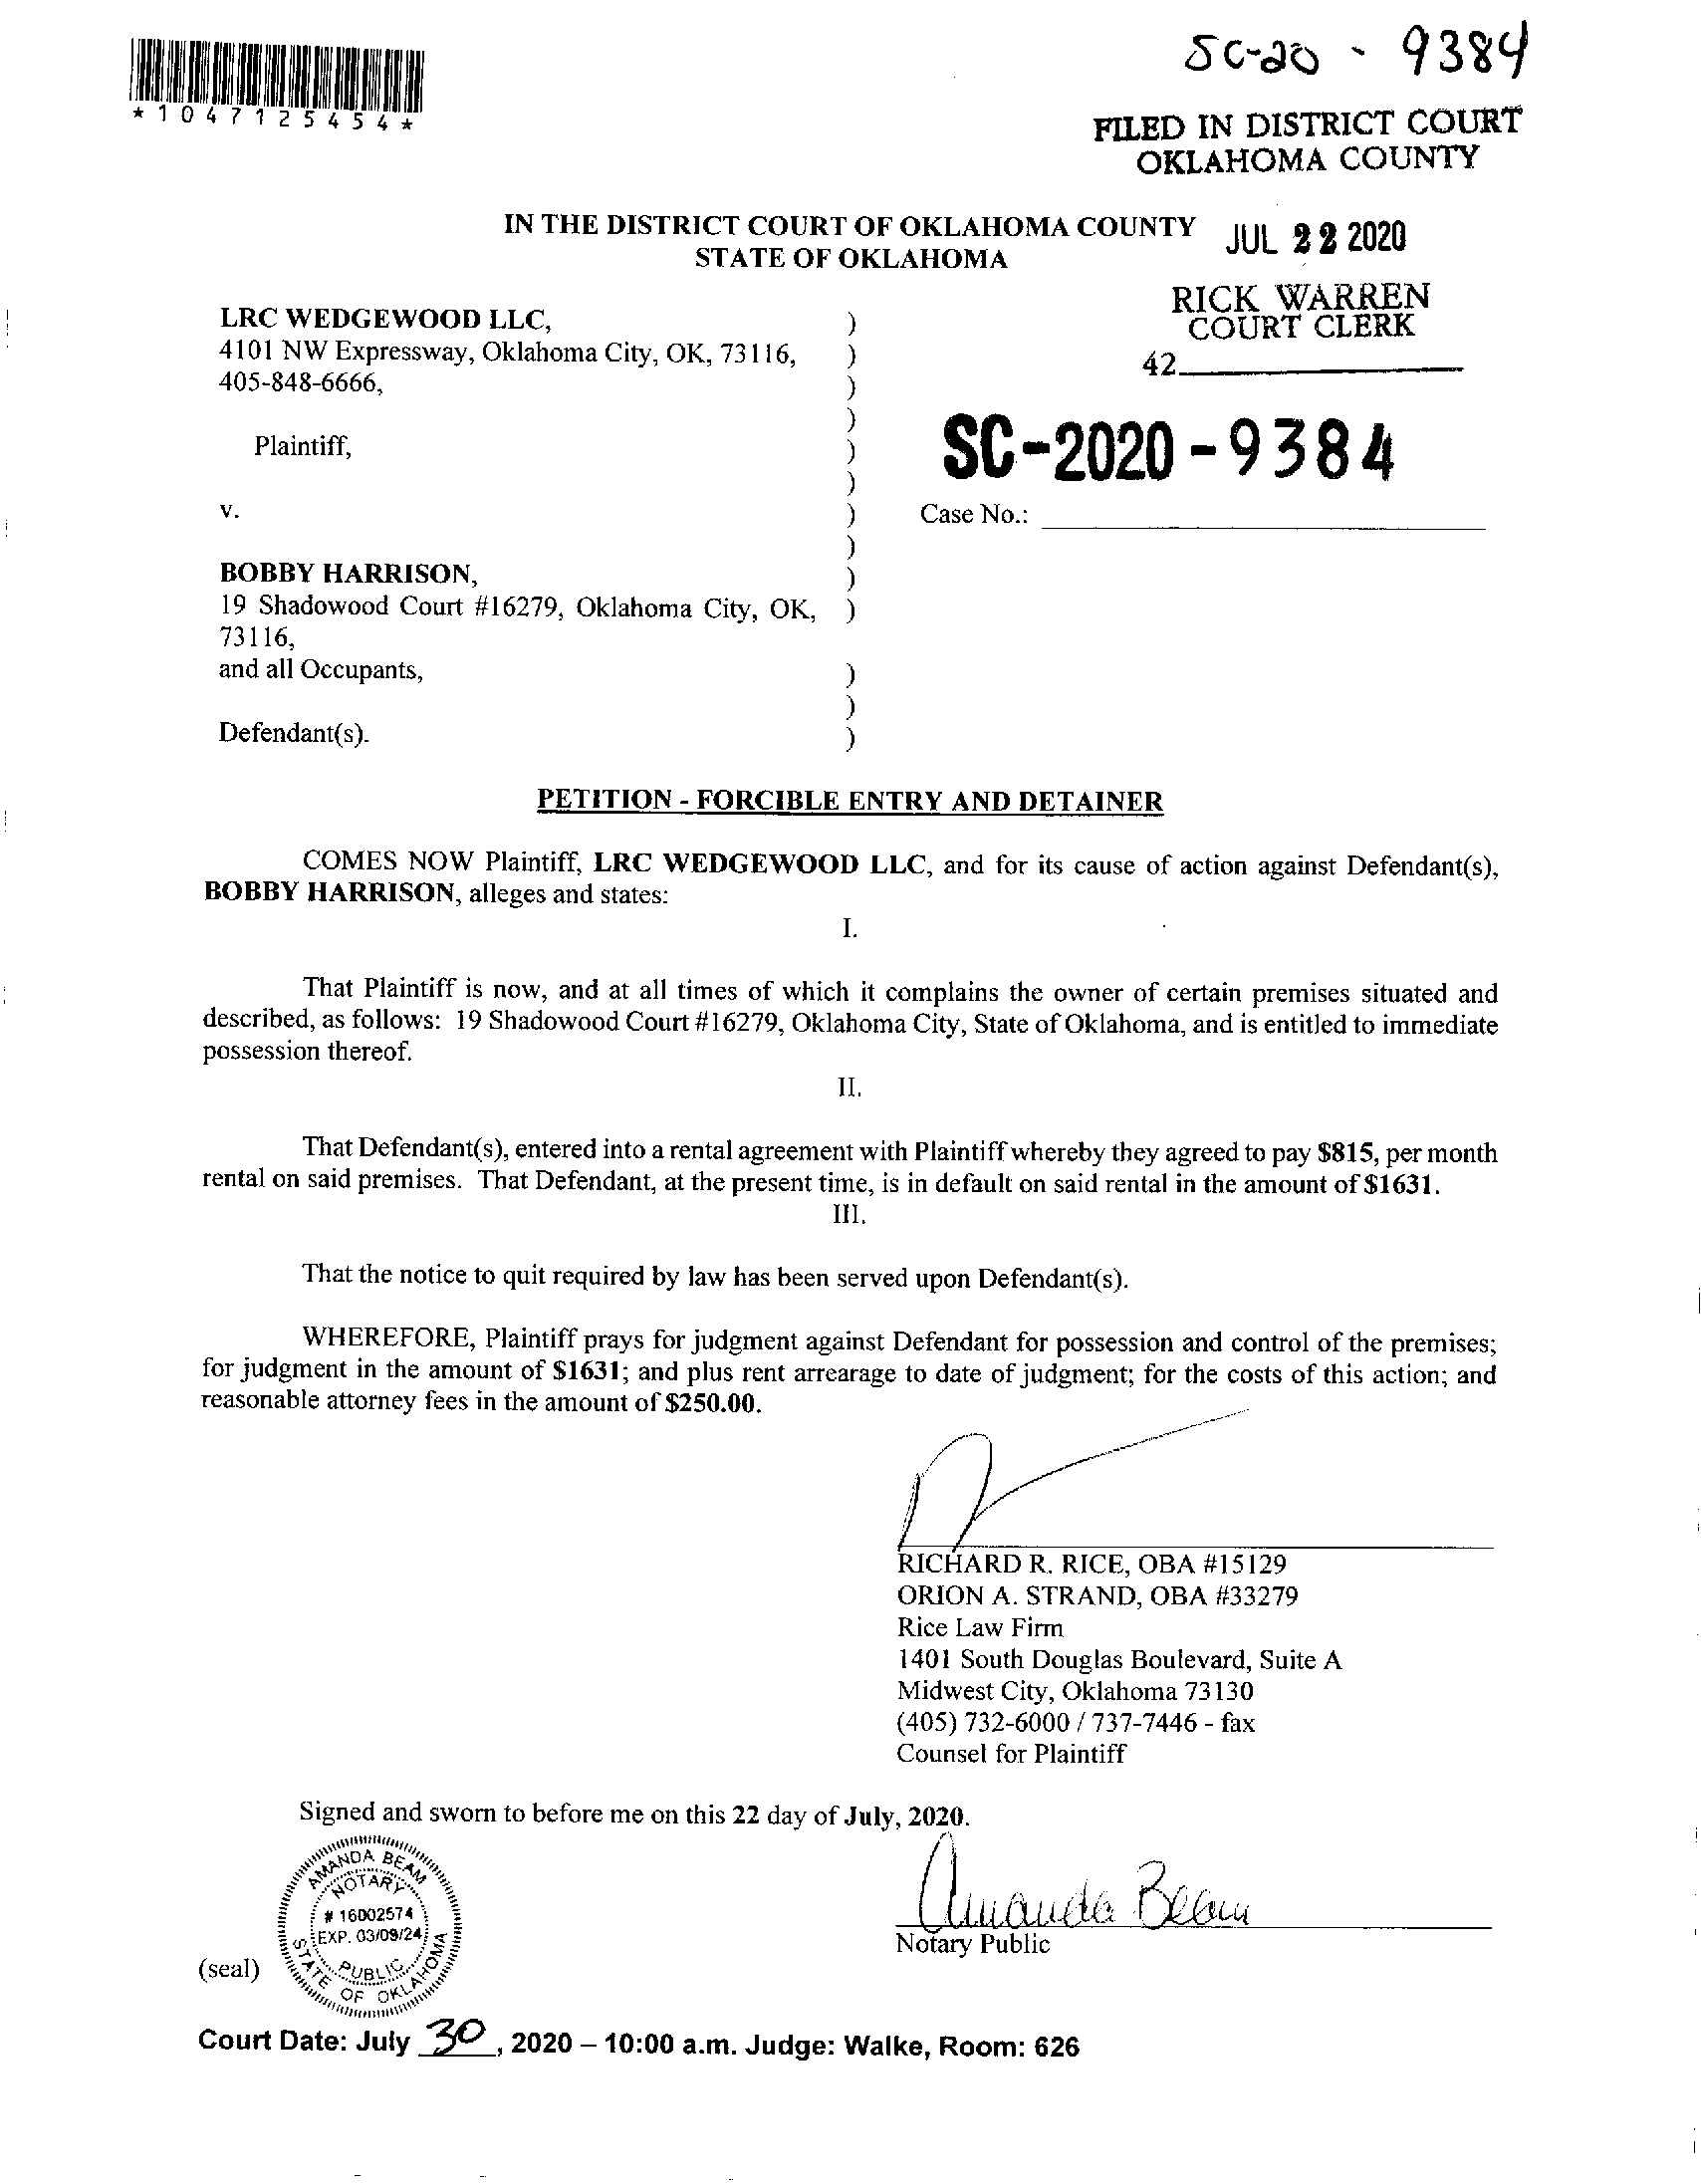 SC-20 - 9384
*1047125454*
FILED IN DISTRICT COURT
OKLAHOMA COUNTY
IN THE DISTRICT COURT OF OKLAHOMA COUNTY
STATE OF OKLAHOMA
JUL 22 2020
RICK WARREN
COURT CLERK
42
LRC WEDGEWOOD LLC, )
4101 NW Expressway, Oklahoma City, OK, 73116, )
405-848-6666, )
)
Plaintiff, )
)
SC-2020-9384
v. )
Case No.:
)
BOBBY HARRISON, )
19 Shadowood Court #16279, Oklahoma City, OK, )
73116,
and all Occupants, )
)
Defendant(s). )
PETITION - FORCIBLE ENTRY AND DETAINER
COMES NOW Plaintiff, LRC WEDGEWOOD LLC, and for its cause of action against Defendant(s),
BOBBY HARRISON, alleges and states:
I.
That Plaintiff is now, and at all times of which it complains the owner of certain premises situated and
described, as follows: 19 Shadowood Court #16279, Oklahoma City, State of Oklahoma, and is entitled to immediate
possession thereof.
II.
That Defendant(s), entered into a rental agreement with Plaintiff whereby they agreed to pay $815, per month
rental on said premises. That Defendant, at the present time, is in default on said rental in the amount of $1631.
III.
That the notice to quit required by law has been served upon Defendant(s).
WHEREFORE, Plaintiff prays for judgment against Defendant for possession and control of the premises;
for judgment in the amount of $1631; and plus rent arrearage to date of judgment; for the costs of this action; and
reasonable attorney fees in the amount of $250.00.
RICHARD R. RICE, OBA #15129
ORION A. STRAND, OBA #33279
Rice Law Firm
1401 South Douglas Boulevard, Suite A
Midwest City, Oklahoma 73130
(405) 732-6000 / 737-7446 - fax
Counsel for Plaintiff
Signed and sworn to before me on this 22 day of July, 2020.
AMANDA BEAM
NOTARY
# 16002574
EXP. 03/09/24
PUBLIC
STATE OF OKLAHOMA
Amanda Beam
Notary Public
(seal)
Court Date: July 30, 2020 – 10:00 a.m. Judge: Walke, Room: 626